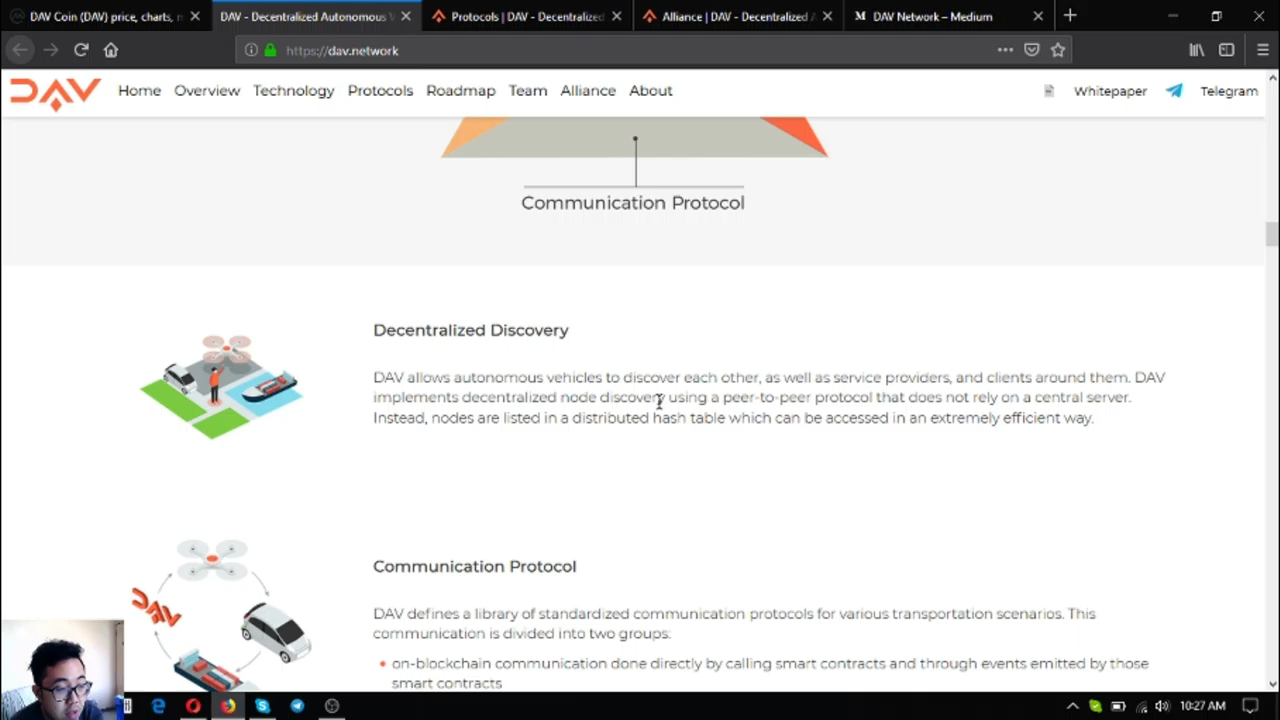 DAV Coin (DAV) price, charts,
DAV - Decentralized Autonomous
Protocols | DAV - Decentralized
Alliance | DAV - Decentralized
DAV Network – Medium
https://dav.network
DAV
Home Overview Technology Protocols Roadmap Team Alliance About Whitepaper Telegram
Communication Protocol
Decentralized Discovery
DAV allows autonomous vehicles to discover each other, as well as service providers, and clients around them. DAV
implements decentralized node discovery using a peer-to-peer protocol that does not rely on a central server.
Instead, nodes are listed in a distributed hash table which can be accessed in an extremely efficient way.
DAV
Communication Protocol
DAV defines a library of standardized communication protocols for various transportation scenarios. This
communication is divided into two groups:
• on-blockchain communication done directly by calling smart contracts and through events emitted by those
smart contracts
10:27 AM